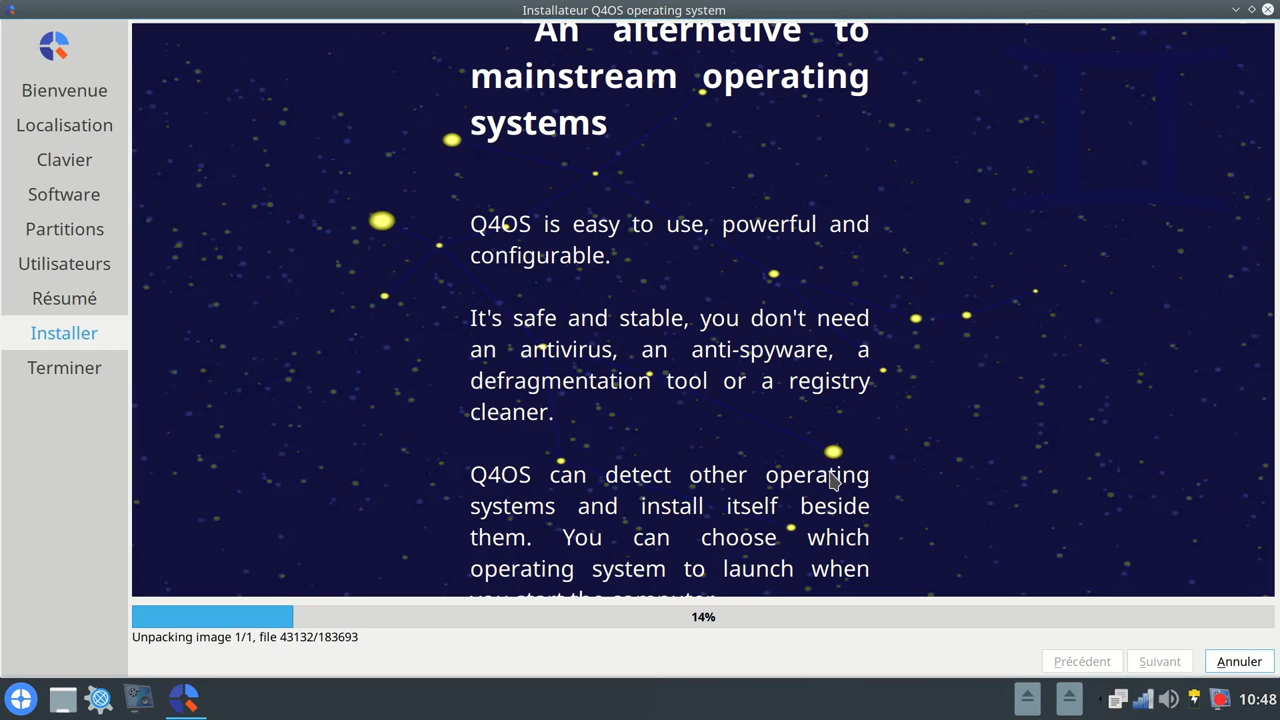 Installateur Q4OS operating system
Bienvenue
Localisation
Clavier
Software
Partitions
Utilisateurs
Résumé
Installer
Terminer
An alternative to
mainstream operating
systems
Q4OS is easy to use, powerful and
configurable.
It's safe and stable, you don't need
an antivirus, an anti-spyware, a
defragmentation tool or a registry
cleaner.
Q4OS can detect other operating
systems and install itself beside
them. You can choose which
operating system to launch when
you start the computer.
14%
Unpacking image 1/1, file 43132/183693
Précédent
Suivant
Annuler
10:48